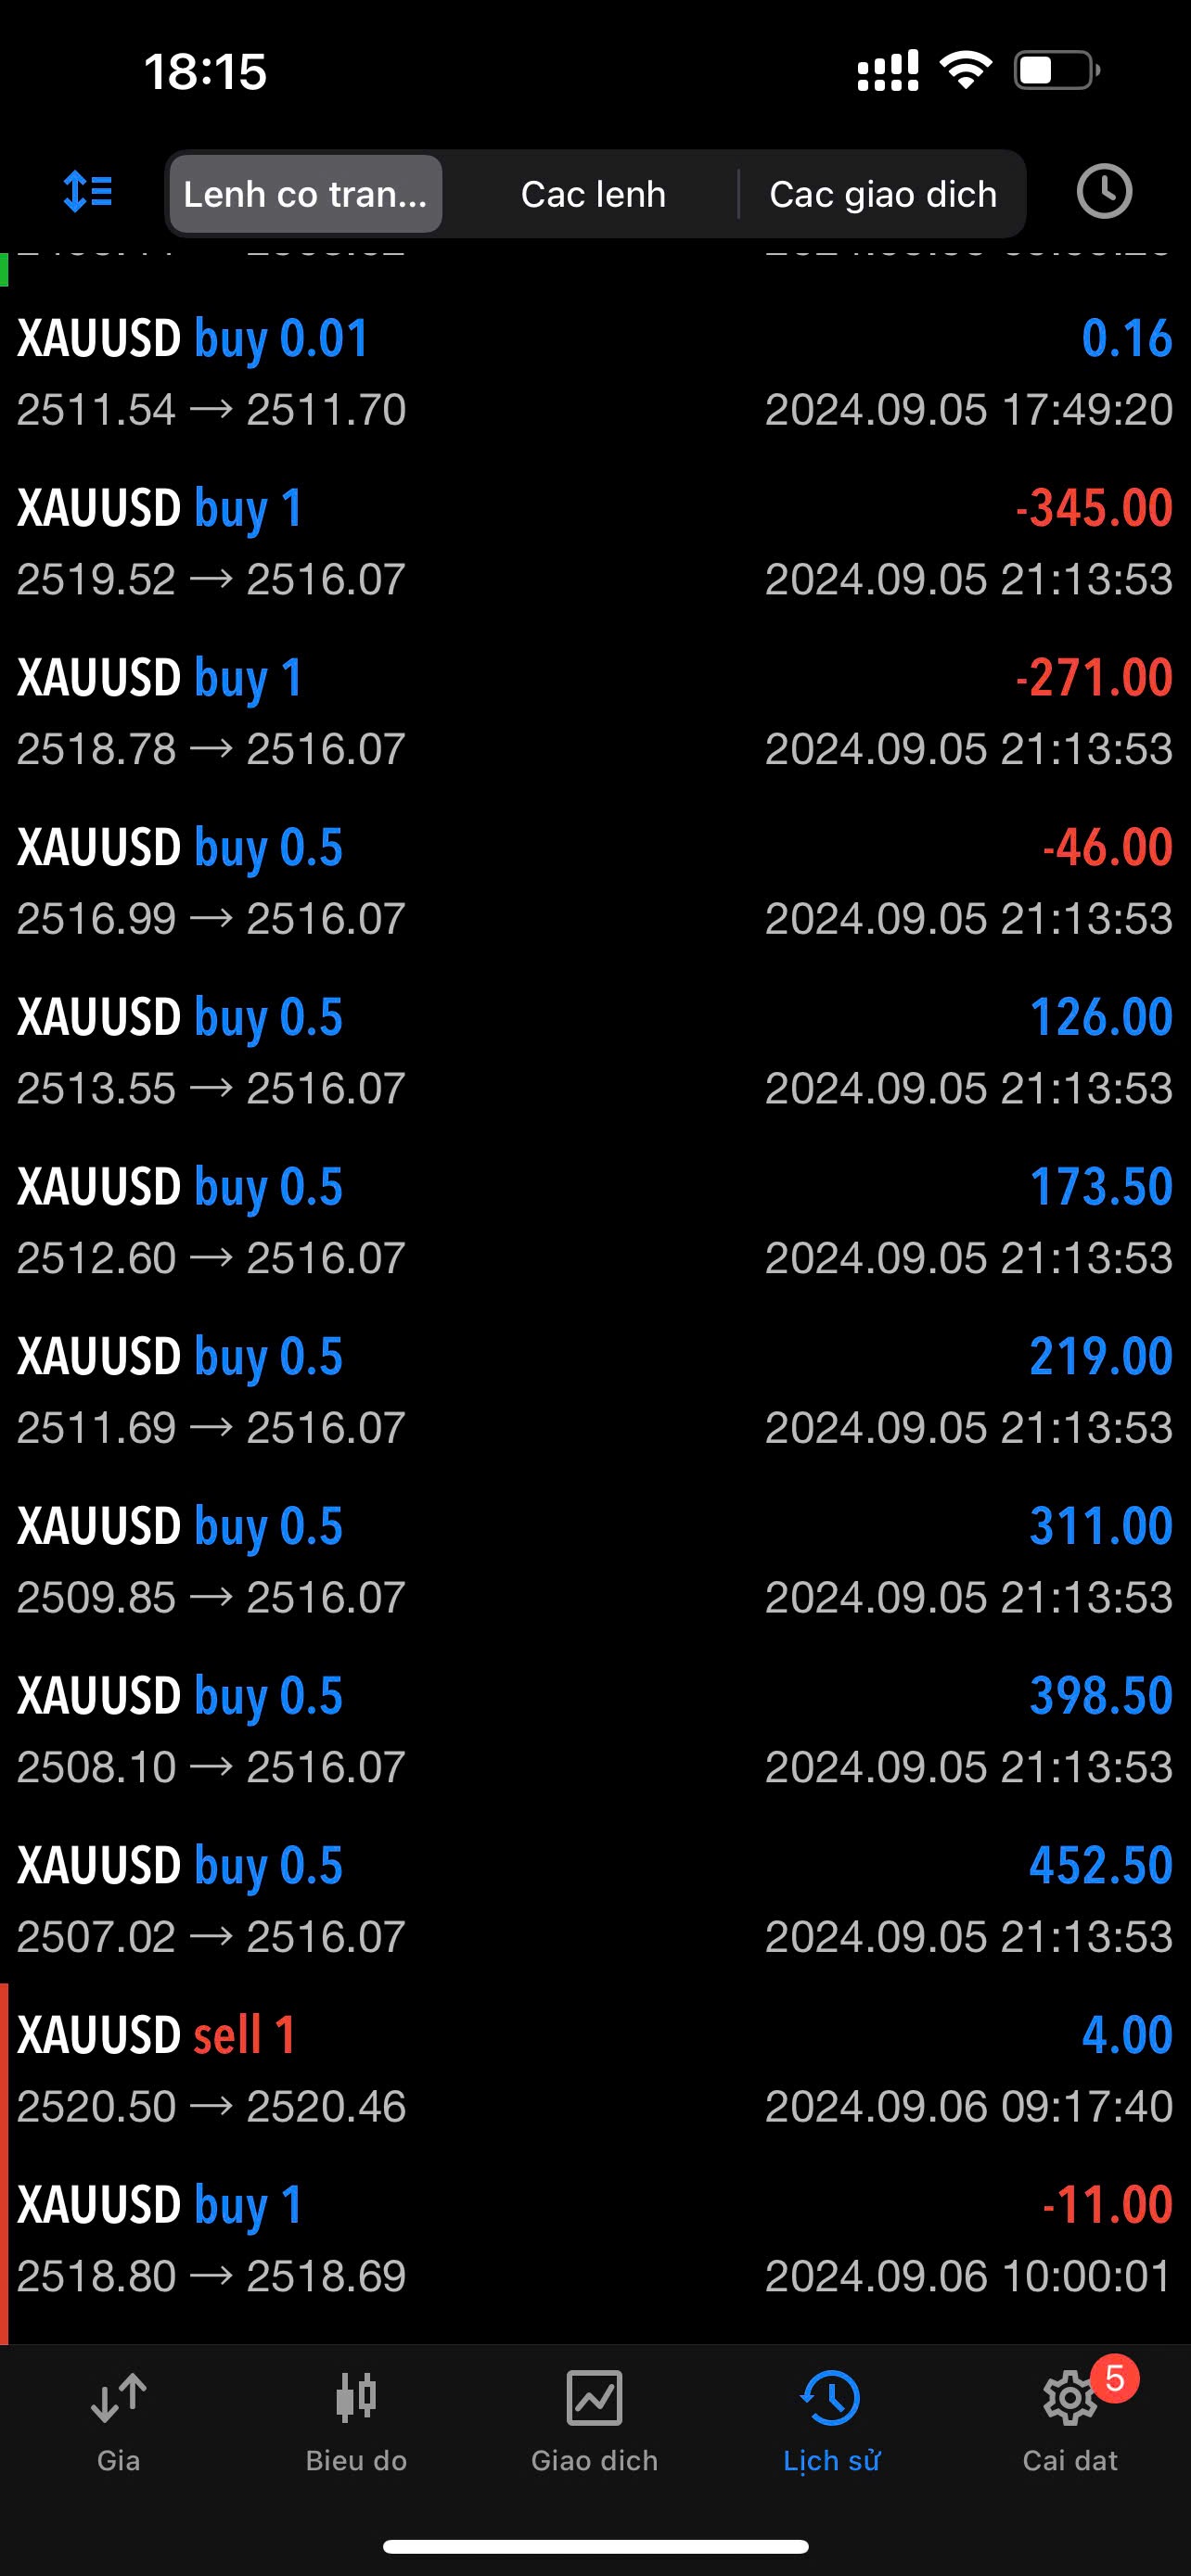 18:15
Lenh co tran...
Cac lenh
Cac giao dich
XAUUSD buy 0.01 0.16
2511.54 → 2511.70 2024.09.05 17:49:20
XAUUSD buy 1 -345.00
2519.52 → 2516.07 2024.09.05 21:13:53
XAUUSD buy 1 -271.00
2518.78 → 2516.07 2024.09.05 21:13:53
XAUUSD buy 0.5 -46.00
2516.99 → 2516.07 2024.09.05 21:13:53
XAUUSD buy 0.5 126.00
2513.55 → 2516.07 2024.09.05 21:13:53
XAUUSD buy 0.5 173.50
2512.60 → 2516.07 2024.09.05 21:13:53
XAUUSD buy 0.5 219.00
2511.69 → 2516.07 2024.09.05 21:13:53
XAUUSD buy 0.5 311.00
2509.85 → 2516.07 2024.09.05 21:13:53
XAUUSD buy 0.5 398.50
2508.10 → 2516.07 2024.09.05 21:13:53
XAUUSD buy 0.5 452.50
2507.02 → 2516.07 2024.09.05 21:13:53
XAUUSD sell 1 4.00
2520.50 → 2520.46 2024.09.06 09:17:40
XAUUSD buy 1 -11.00
2518.80 → 2518.69 2024.09.06 10:00:01
5
Gia
Bieu do
Giao dich
Lịch sử
Cai dat